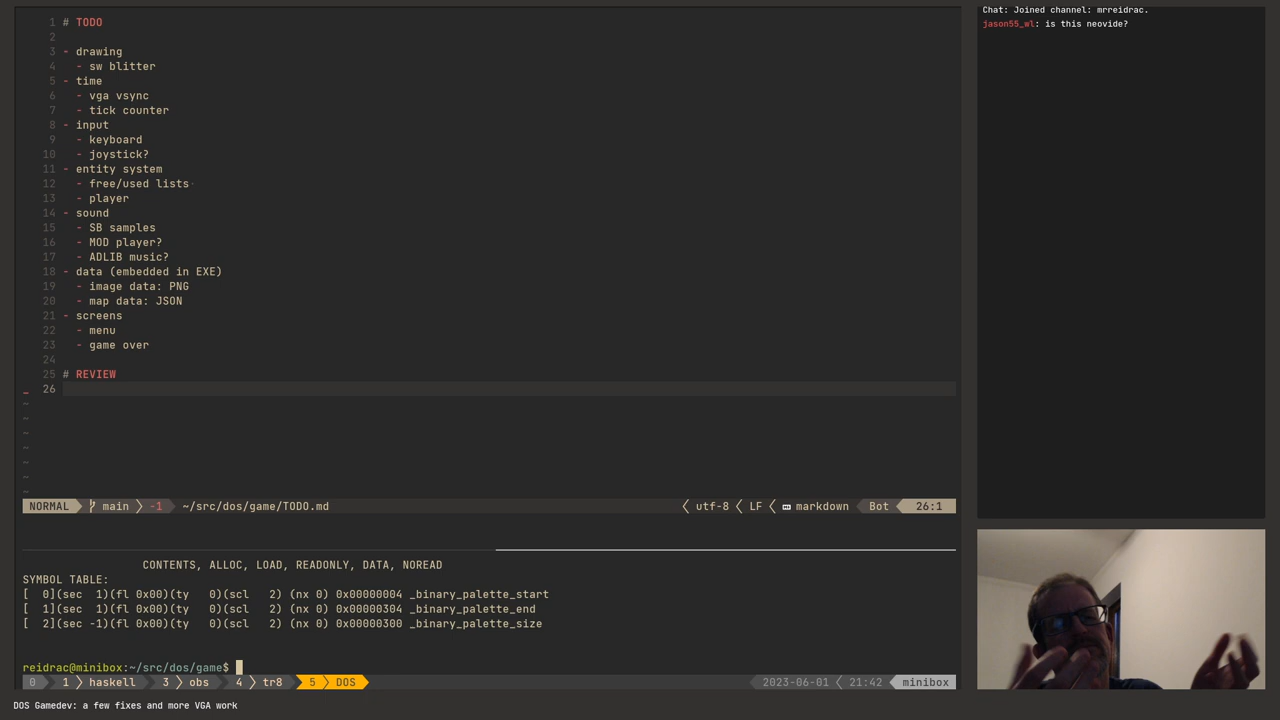 1 # TODO
2
3 - drawing
4   - sw blitter
5 - time
6   - vga vsync
7   - tick counter
8 - input
9   - keyboard
10   - joystick?
11 - entity system
12   - free/used lists·
13   - player
14 - sound
15   - SB samples
16   - MOD player?
17   - ADLIB music?
18 - data (embedded in EXE)
19   - image data: PNG
20   - map data: JSON
21 - screens
22   - menu
23   - game over
24
25 # REVIEW
_ 26
~
~
~
~
~
~
~
NORMAL main -1 ~/src/dos/game/TODO.md utf-8 LF markdown Bot 26:1
CONTENTS, ALLOC, LOAD, READONLY, DATA, NOREAD
SYMBOL TABLE:
[  0](sec  1)(fl 0x00)(ty   0)(scl   2) (nx 0) 0x00000004 _binary_palette_start
[  1](sec  1)(fl 0x00)(ty   0)(scl   2) (nx 0) 0x00000304 _binary_palette_end
[  2](sec -1)(fl 0x00)(ty   0)(scl   2) (nx 0) 0x00000300 _binary_palette_size
reidrac@minibox:~/src/dos/game$
0 1 haskell 3 obs 4 tr8 5 DOS 2023-06-01 21:42 minibox
DOS Gamedev: a few fixes and more VGA work
Chat: Joined channel: mrreidrac.
jason55_wl: is this neovide?